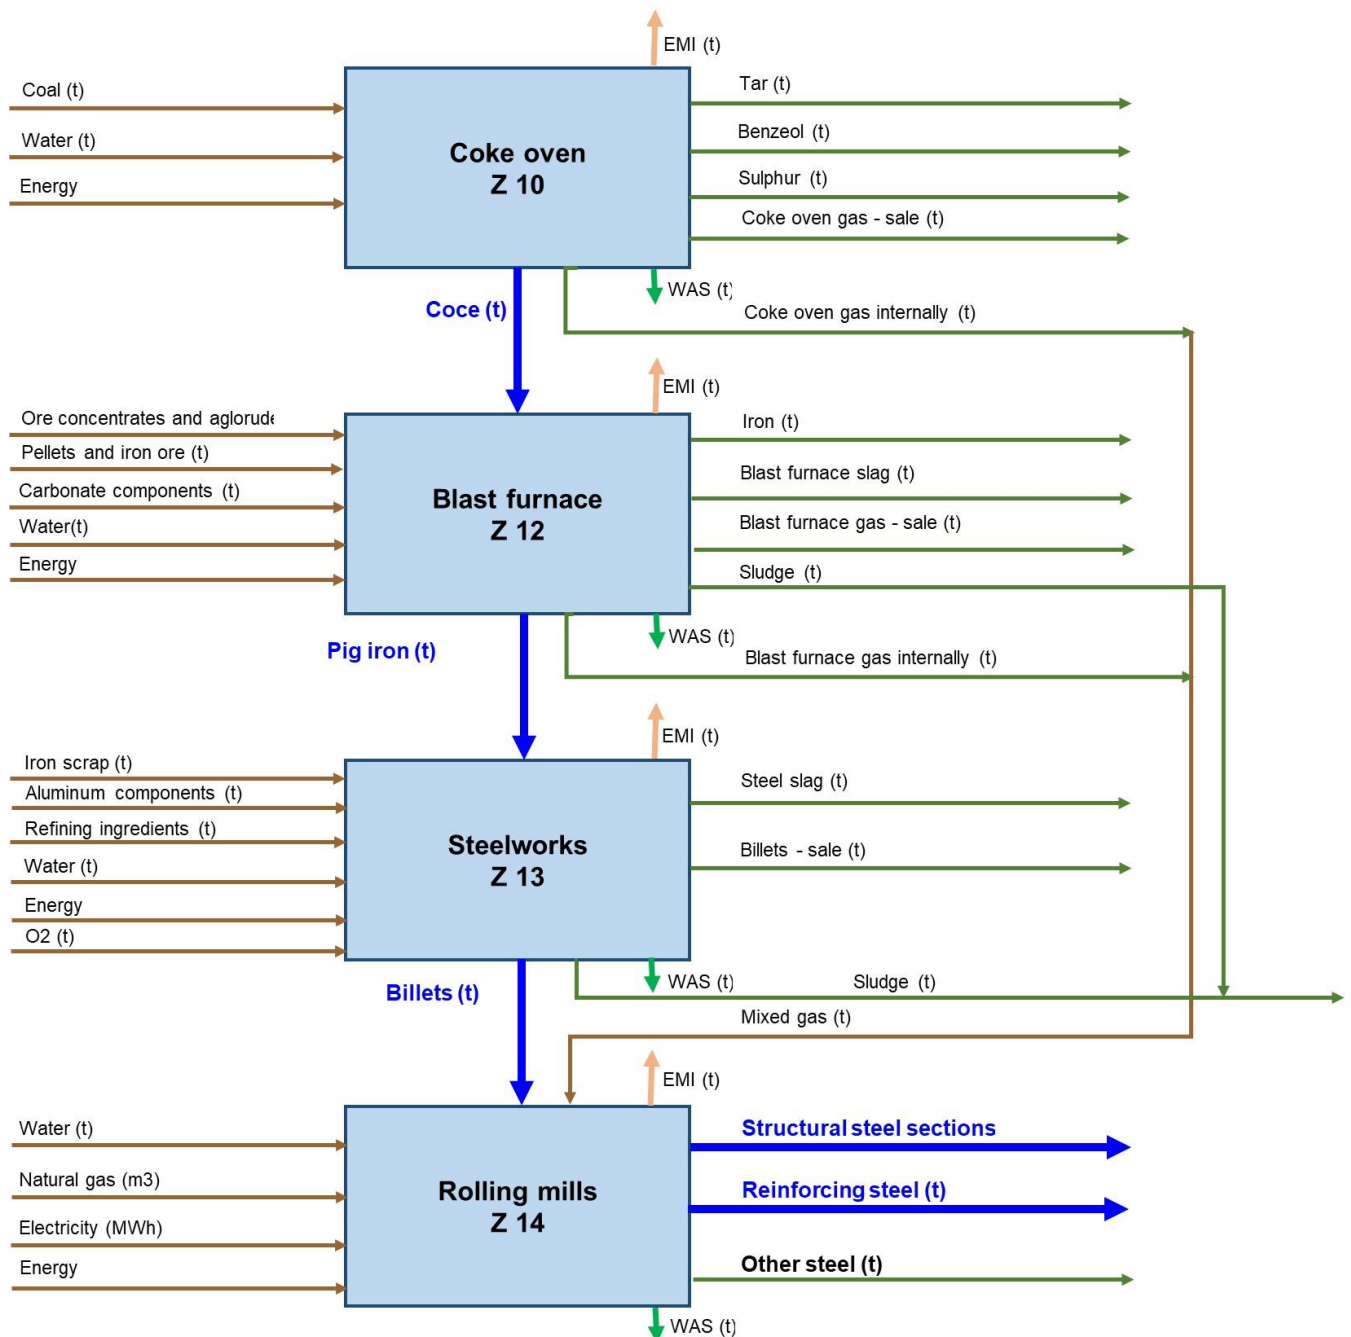 EMI (t)
Coal (t)
Water (t)
Energy
Coke oven
Z 10
Tar (t)
Benzeol (t)
Sulphur (t)
Coke oven gas - sale (t)
WAS (t)
Coce (t)
Coke oven gas internally (t)
EMI (t)
Ore concentrates and aglorude
Pellets and iron ore (t)
Carbonate components (t)
Water(t)
Energy
Blast furnace
Z 12
Iron (t)
Blast furnace slag (t)
Blast furnace gas - sale (t)
Sludge (t)
WAS (t)
Pig iron (t)
Blast furnace gas internally (t)
EMI (t)
Iron scrap (t)
Aluminum components (t)
Refining ingredients (t)
Water (t)
Energy
O2 (t)
Steelworks
Z 13
Steel slag (t)
Billets - sale (t)
WAS (t)
Sludge (t)
Billets (t)
Mixed gas (t)
EMI (t)
Water (t)
Natural gas (m3)
Electricity (MWh)
Energy
Rolling mills
Z 14
Structural steel sections
Reinforcing steel (t)
Other steel (t)
WAS (t)